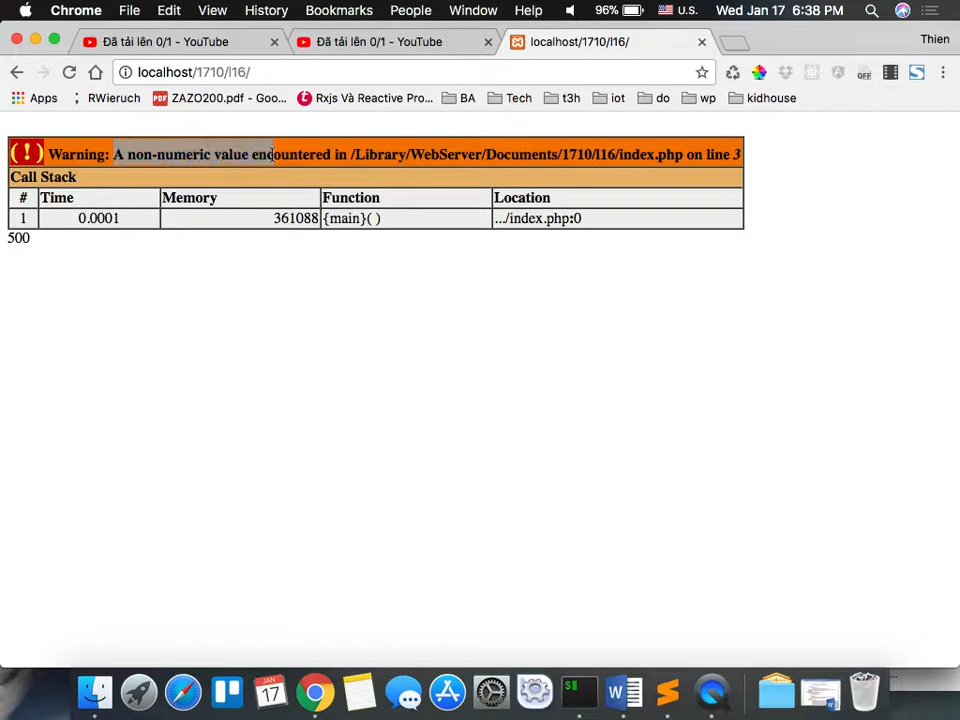 Chrome File Edit View History Bookmarks People Window Help 96% U.S. Wed Jan 17 6:38 PM
Đã tải lên 0/1 - YouTube Đã tải lên 0/1 - YouTube localhost/1710/l16/ Thien
localhost/1710/l16/ OFF
Apps RWieruch ZAZO200.pdf - Goo... Rxjs Và Reactive Pro... BA Tech t3h iot do wp kidhouse
( ! ) Warning: A non-numeric value encountered in /Library/WebServer/Documents/1710/l16/index.php on line 3
Call Stack
# Time Memory Function Location
1 0.0001 361088 {main}( ) .../index.php:0
500
JAN
17